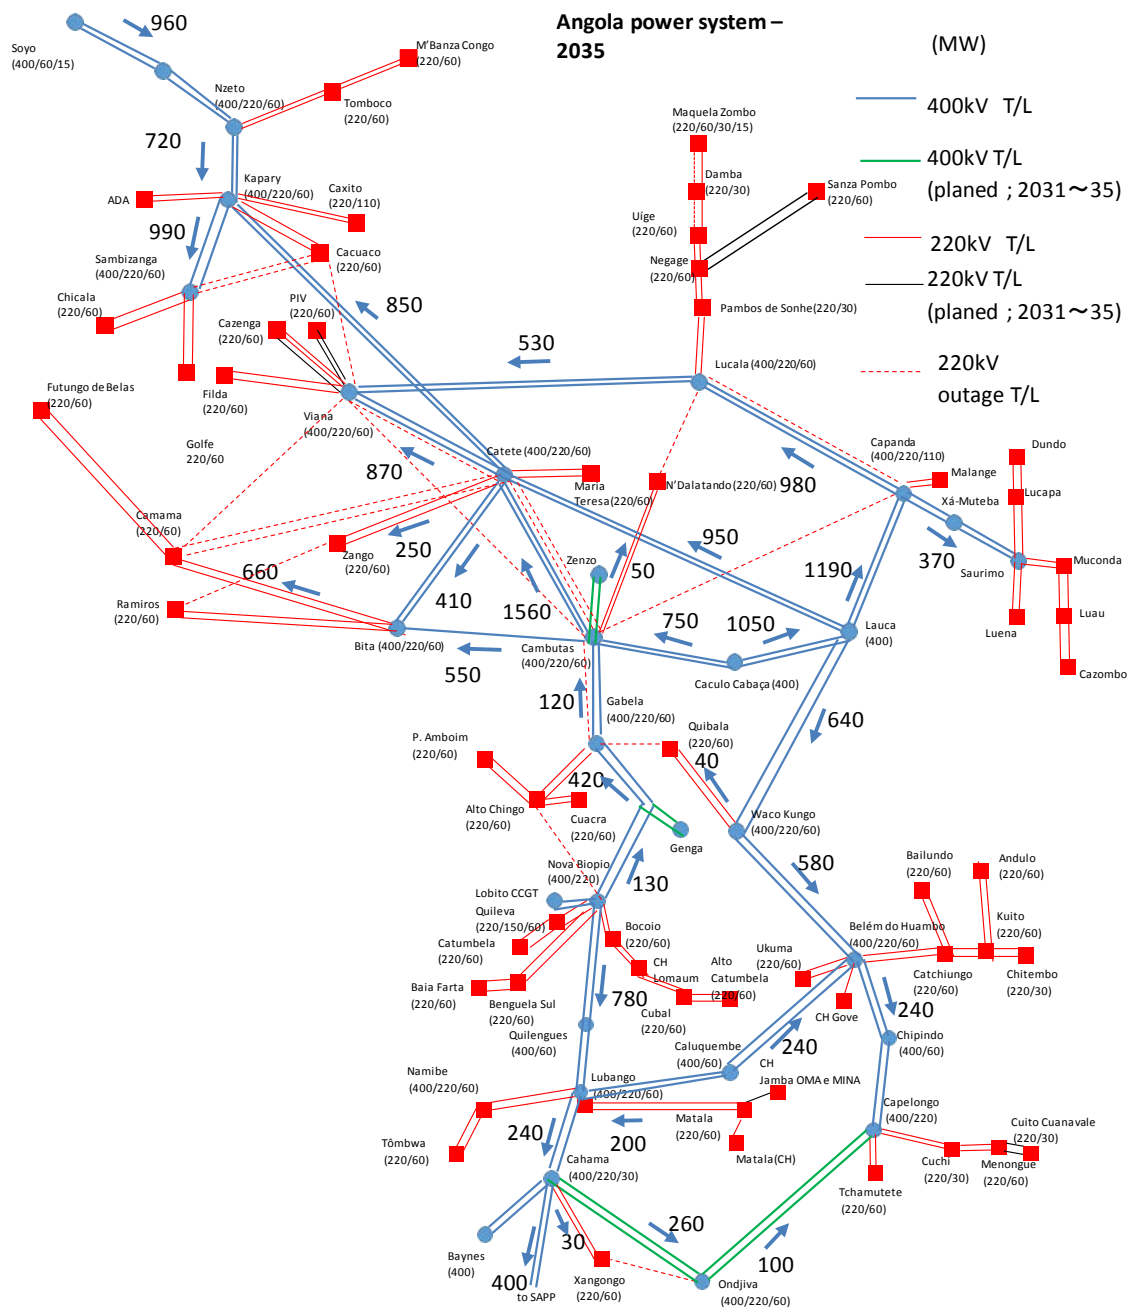 Angola power system –
2035
(MW)
400kV T/L
400kV T/L
(planed ; 2031～35)
220kV T/L
220kV T/L
(planed ; 2031～35)
220kV
outage T/L
960
Soyo
(400/60/15)
Nzeto
(400/220/60)
M'Banza Congo
(220/60)
Tomboco
(220/60)
720
ADA
Kapary
(400/220/60)
Caxito
(220/110)
990
Sambizanga
(400/220/60)
Cacuaco
(220/60)
Chicala
(220/60)
PIV
(220/60)
Cazenga
(220/60)
850
530
Maquela Zombo
(220/60/30/15)
Damba
(220/30)
Sanza Pombo
(220/60)
Uíge
(220/60)
Negage
(220/60)
Pambos de Sonhe(220/30)
Lucala (400/220/60)
Futungo de Belas
(220/60)
Filda
(220/60)
Viana
(400/220/60)
Golfe
220/60
870
Catete (400/220/60)
Maria
Teresa(220/60)
N'Dalatando (220/60)
980
Capanda
(400/220/110)
Malange
Dundo
Lucapa
Xá-Muteba
370
Saurimo
Muconda
Luau
Luena
Cazombo
Camama
(220/60)
250
Zango
(220/60)
660
410
1560
Zenzo
50
950
1190
Ramiros
(220/60)
Bita (400/220/60)
550
Cambutas
(400/220/60)
750
1050
Lauca
(400)
Caculo Cabaça(400)
120
Gabela
(400/220/60)
640
Quibala
(220/60)
40
P. Amboim
(220/60)
420
Alto Chingo
(220/60)
Cuacra
(220/60)
Genga
Waco Kungo
(400/220/60)
580
Nova Biopio
(400/220)
130
Lobito CCGT
Quileva
(220/150/60)
Catumbela
(220/60)
Bocoio
(220/60)
CH
Lomaum
Alto
Catumbela
(220/60)
Cubal
(220/60)
Baia Farta
(220/60)
Benguela Sul
(220/60)
780
Quilengues
(400/60)
Bailundo
(220/60)
Andulo
(220/60)
Belém do Huambo
(400/220/60)
Kuito
(220/60)
Ukuma
(220/60)
Catchiungo
(220/60)
Chitembo
(220/30)
CH Gove
240
Chipindo
(400/60)
Caluquembe
(400/60)
240
CH
Jamba OMA e MINA
Namibe
(400/220/60)
Lubango
(400/220/60)
Matala
(220/60)
200
Matala(CH)
Capelongo
(400/220)
Cuito Cuanavale
(220/30)
Cuchi
(220/30)
Menongue
(220/60)
Tchamutete
(220/60)
Tômbwa
(220/60)
240
Cahama
(400/220/30)
260
30
Baynes
(400)
400
to SAPP
Xangongo
(220/60)
100
Ondjiva
(400/220/60)